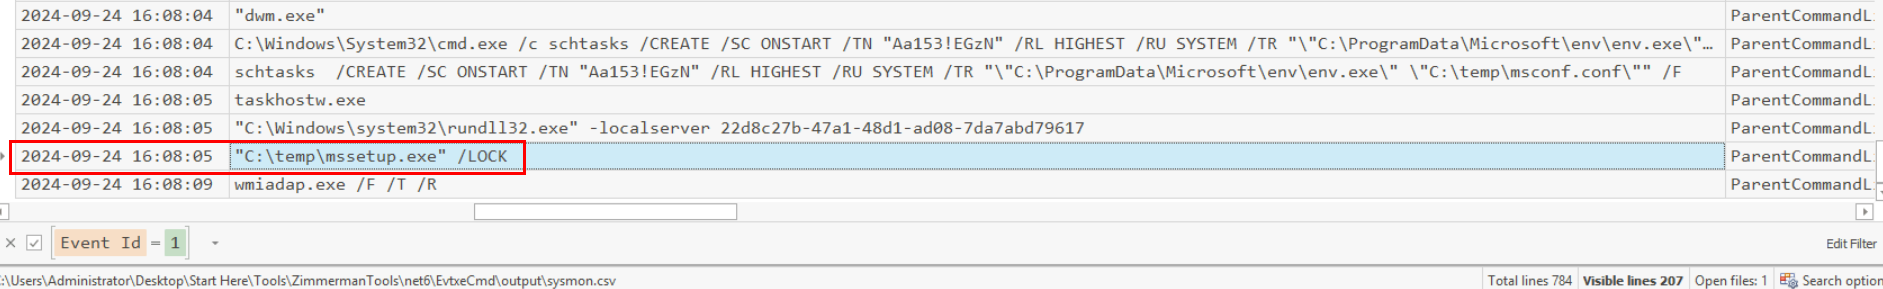 2024-09-24 16:08:04 "dwm.exe" ParentCommandL
2024-09-24 16:08:04 C:\Windows\System32\cmd.exe /c schtasks /CREATE /SC ONSTART /TN "Aa153!EGzN" /RL HIGHEST /RU SYSTEM /TR "\"C:\ProgramData\Microsoft\env\env.exe\"… ParentCommandL
2024-09-24 16:08:04 schtasks  /CREATE /SC ONSTART /TN "Aa153!EGzN" /RL HIGHEST /RU SYSTEM /TR "\"C:\ProgramData\Microsoft\env\env.exe\" \"C:\temp\msconf.conf\"" /F ParentCommandL
2024-09-24 16:08:05 taskhostw.exe ParentCommandL
2024-09-24 16:08:05 "C:\Windows\system32\rundll32.exe" -localserver 22d8c27b-47a1-48d1-ad08-7da7abd79617 ParentCommandL
2024-09-24 16:08:05 "C:\temp\mssetup.exe" /LOCK ParentCommandL
2024-09-24 16:08:09 wmiadap.exe /F /T /R ParentCommandL
Event Id = 1 Edit Filter
:\Users\Administrator\Desktop\Start Here\Tools\ZimmermanTools\net6\EvtxeCmd\output\sysmon.csv Total lines 784 Visible lines 207 Open files: 1 Search option